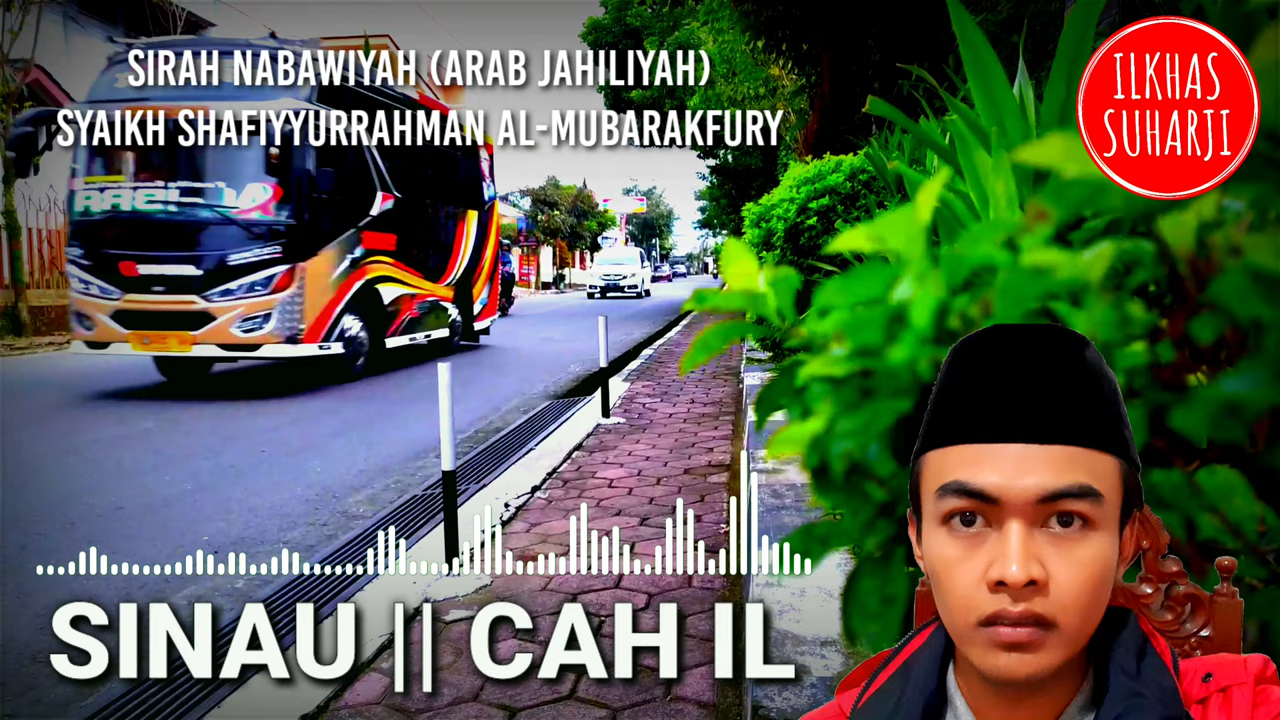 SIRAH NABAWIYAH (ARAB JAHILIYAH)
SYAIKH SHAFIYYURRAHMAN AL-MUBARAKFURY
ILKHAS
SUHARJI
SINAU || CAH IL